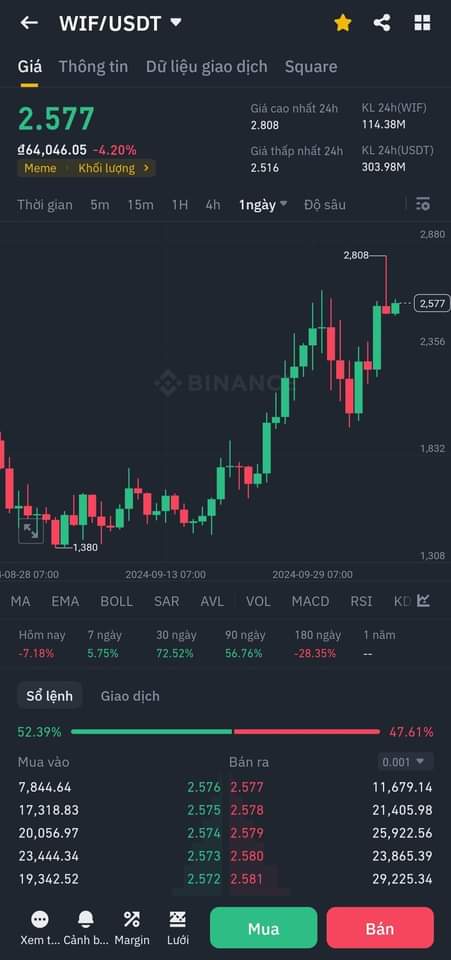 WIF/USDT
Giá Thông tin Dữ liệu giao dịch Square
2.577
₫64,046.05 -4.20%
Meme Khối lượng
Giá cao nhất 24h
2.808
KL 24h(WIF)
114.38M
Giá thấp nhất 24h
2.516
KL 24h(USDT)
303.98M
Thời gian 5m 15m 1H 4h 1ngày Độ sâu
2,880
2,808
2,577
2,356
BINANCE
1,832
1,380
1,308
-08-28 07:00 2024-09-13 07:00 2024-09-29 07:00
MA EMA BOLL SAR AVL VOL MACD RSI KD
Hôm nay 7 ngày 30 ngày 90 ngày 180 ngày 1 năm
-7.18% 5.75% 72.52% 56.76% -28.35% --
Sổ lệnh Giao dịch
52.39% 47.61%
Mua vào Bán ra 0.001
7,844.64 2.576 2.577 11,679.14
17,318.83 2.575 2.578 21,405.98
20,056.97 2.574 2.579 25,922.56
23,444.34 2.573 2.580 23,865.39
19,342.52 2.572 2.581 29,225.34
Xem t... Cảnh b... Margin Lưới Mua Bán